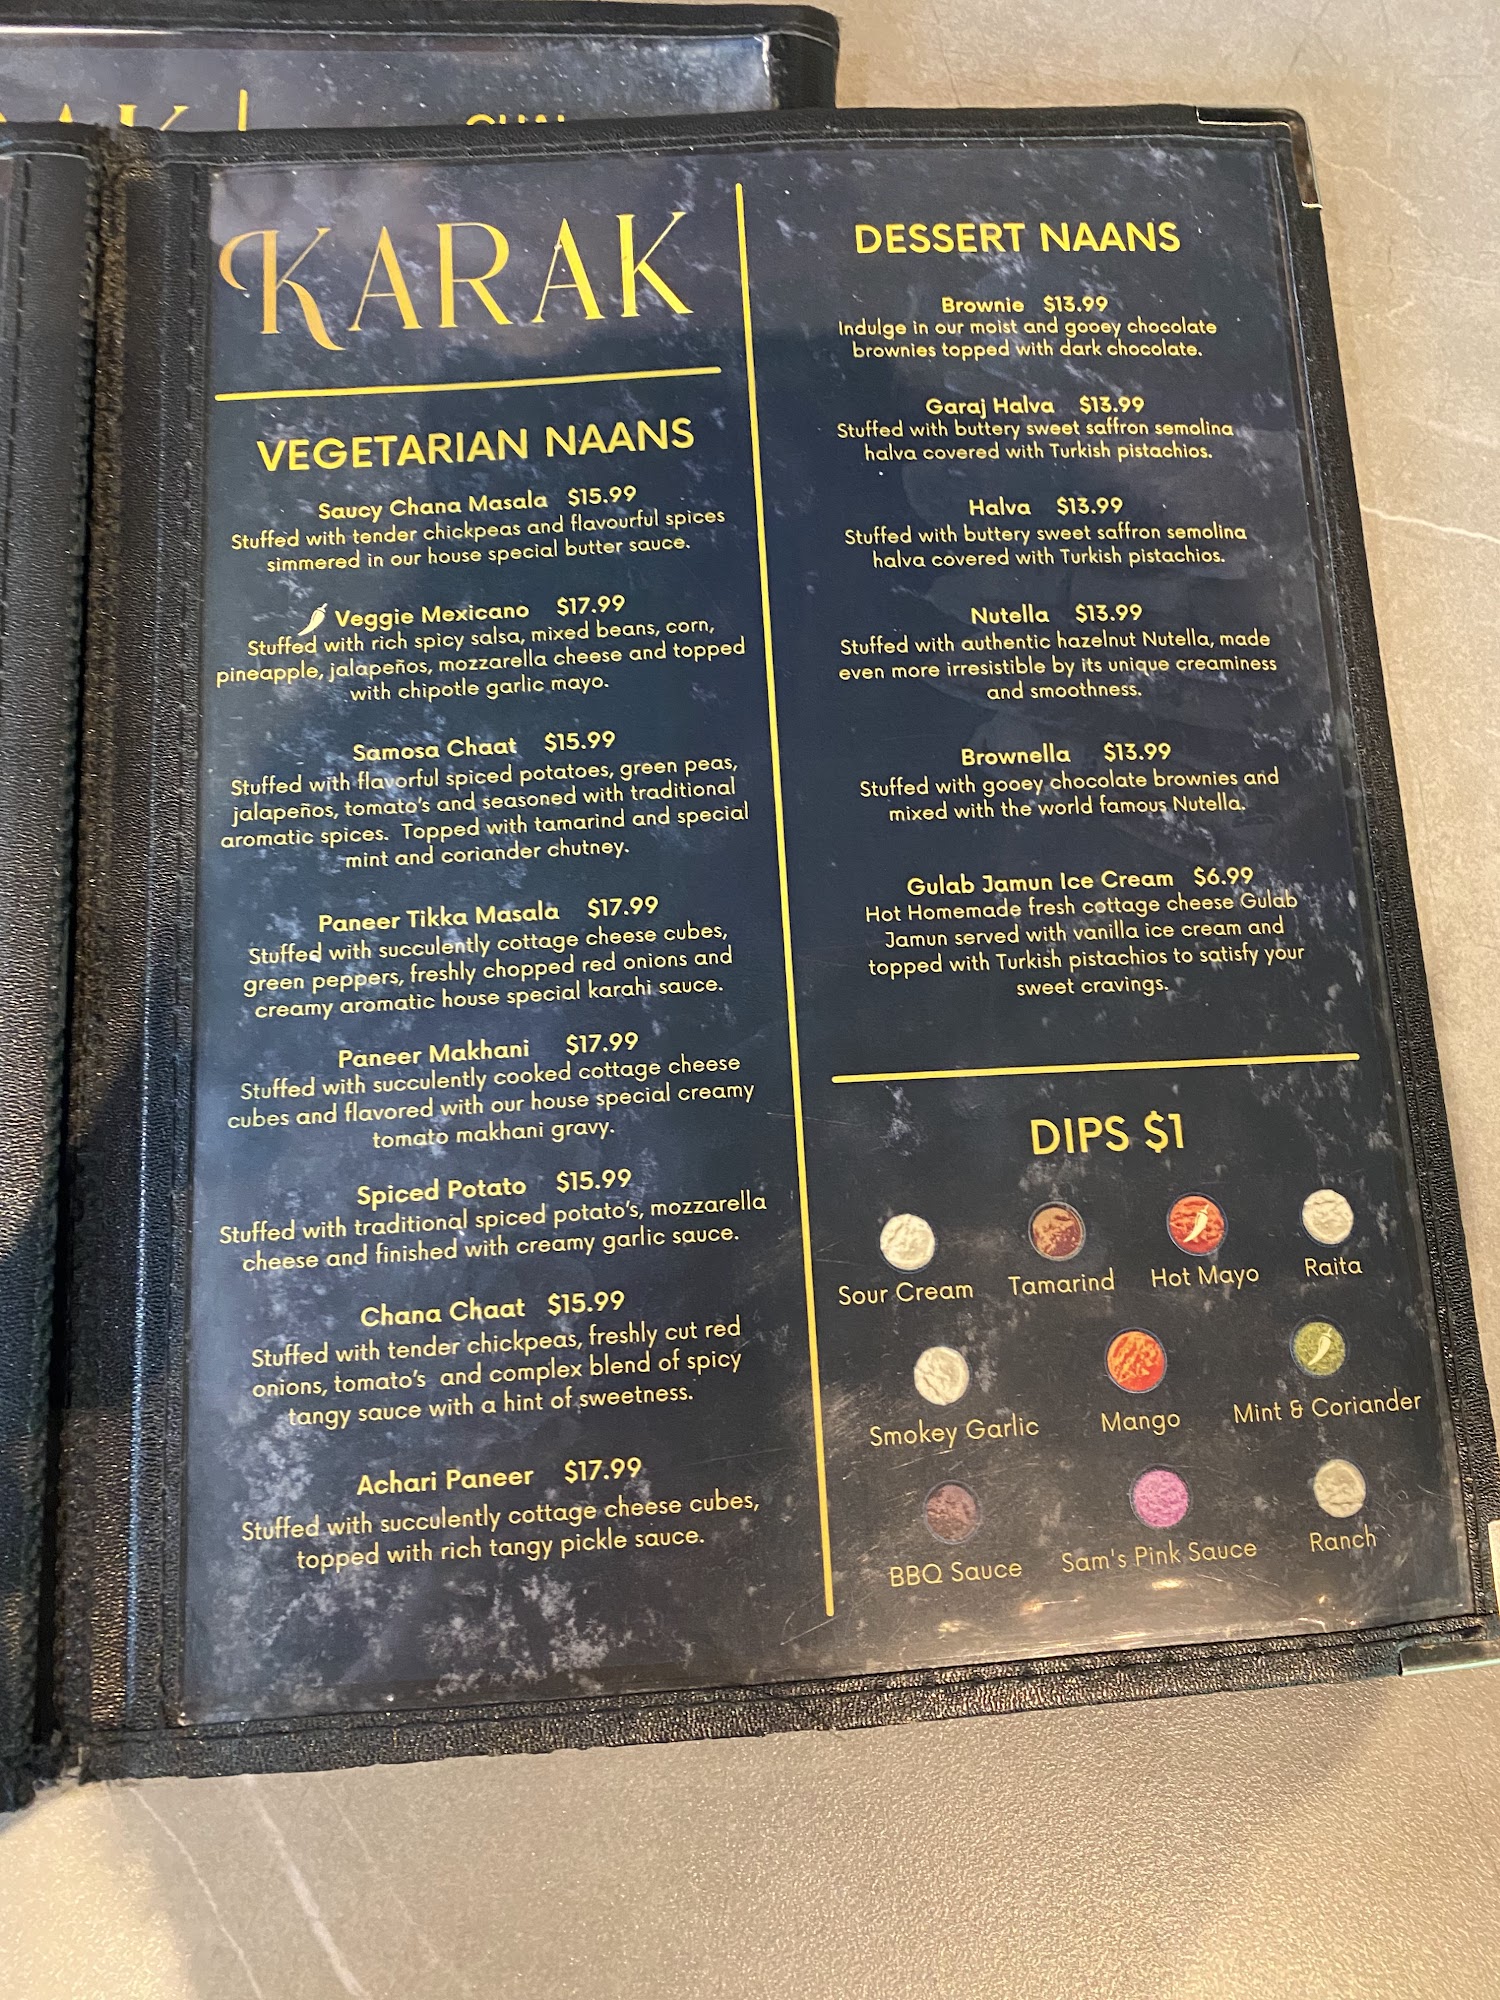 KARAK
VEGETARIAN NAANS
Saucy Chana Masala $15.99
Stuffed with tender chickpeas and flavourful spices
simmered in our house special butter sauce.
Veggie Mexicano $17.99
Stuffed with rich spicy salsa, mixed beans, corn,
pineapple, jalapeños, mozzarella cheese and topped
with chipotle garlic mayo.
Samosa Chaat $15.99
Stuffed with flavorful spiced potatoes, green peas,
jalapeños, tomato's and seasoned with traditional
aromatic spices. Topped with tamarind and special
mint and coriander chutney.
Paneer Tikka Masala $17.99
Stuffed with succulently cottage cheese cubes,
green peppers, freshly chopped red onions and
creamy aromatic house special karahi sauce.
Paneer Makhani $17.99
Stuffed with succulently cooked cottage cheese
cubes and flavored with our house special creamy
tomato makhani gravy.
Spiced Potato $15.99
Stuffed with traditional spiced potato's, mozzarella
cheese and finished with creamy garlic sauce.
Chana Chaat $15.99
Stuffed with tender chickpeas, freshly cut red
onions, tomato's and complex blend of spicy
tangy sauce with a hint of sweetness.
Achari Paneer $17.99
Stuffed with succulently cottage cheese cubes,
topped with rich tangy pickle sauce.
DESSERT NAANS
Brownie $13.99
Indulge in our moist and gooey chocolate
brownies topped with dark chocolate.
Garaj Halva $13.99
Stuffed with buttery sweet saffron semolina
halva covered with Turkish pistachios.
Halva $13.99
Stuffed with buttery sweet saffron semolina
halva covered with Turkish pistachios.
Nutella $13.99
Stuffed with authentic hazelnut Nutella, made
even more irresistible by its unique creaminess
and smoothness.
Brownella $13.99
Stuffed with gooey chocolate brownies and
mixed with the world famous Nutella.
Gulab Jamun Ice Cream $6.99
Hot Homemade fresh cottage cheese Gulab
Jamun served with vanilla ice cream and
topped with Turkish pistachios to satisfy your
sweet cravings.
DIPS $1
Sour Cream Tamarind Hot Mayo Raita
Smokey Garlic Mango Mint & Coriander
BBQ Sauce Sam's Pink Sauce Ranch